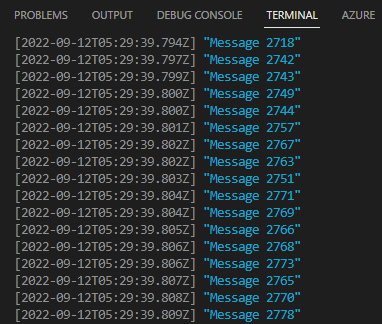 PROBLEMS OUTPUT DEBUG CONSOLE TERMINAL AZURE
[2022-09-12T05:29:39.794Z] "Message 2718"
[2022-09-12T05:29:39.797Z] "Message 2742"
[2022-09-12T05:29:39.799Z] "Message 2743"
[2022-09-12T05:29:39.800Z] "Message 2749"
[2022-09-12T05:29:39.800Z] "Message 2744"
[2022-09-12T05:29:39.801Z] "Message 2757"
[2022-09-12T05:29:39.802Z] "Message 2767"
[2022-09-12T05:29:39.802Z] "Message 2763"
[2022-09-12T05:29:39.803Z] "Message 2751"
[2022-09-12T05:29:39.804Z] "Message 2771"
[2022-09-12T05:29:39.804Z] "Message 2769"
[2022-09-12T05:29:39.805Z] "Message 2766"
[2022-09-12T05:29:39.806Z] "Message 2768"
[2022-09-12T05:29:39.806Z] "Message 2773"
[2022-09-12T05:29:39.807Z] "Message 2765"
[2022-09-12T05:29:39.808Z] "Message 2770"
[2022-09-12T05:29:39.809Z] "Message 2778"